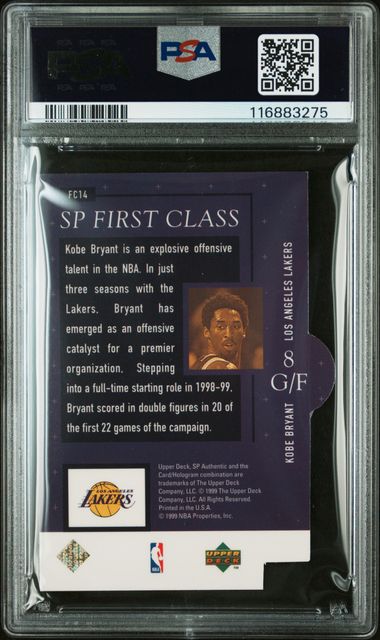 PSA
116883275
FC14
SP FIRST CLASS
Kobe Bryant is an explosive offensive
talent in the NBA. In just
three seasons with the
Lakers, Bryant has
emerged as an offensive
catalyst for a premier
organization. Stepping
into a full-time starting role in 1998-99,
Bryant scored in double figures in 20 of
the first 22 games of the campaign.
KOBE BRYANT 8 G/F LOS ANGELES LAKERS
LOS ANGELES
LAKERS
Upper Deck, SP Authentic and the
Card/Hologram combination are
trademarks of The Upper Deck
Company, LLC. © 1999 The Upper Deck
Company, LLC. All Rights Reserved.
Printed in the U.S.A.
© 1999 NBA Properties, Inc.
NBA
UPPER
DECK